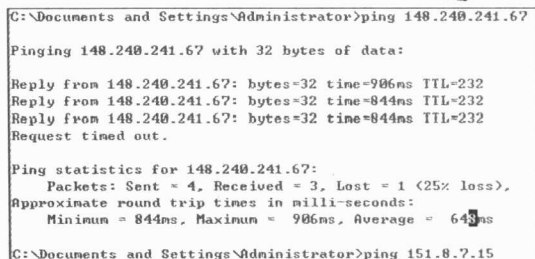 C:\Documents and Settings\Administrator>ping 148.240.241.67
Pinging 148.240.241.67 with 32 bytes of data:
Reply from 148.240.241.67: bytes=32 time=906ms TTL=232
Reply from 148.240.241.67: bytes=32 time=844ms TTL=232
Reply from 148.240.241.67: bytes=32 time=844ms TTL=232
Request timed out.
Ping statistics for 148.240.241.67:
Packets: Sent = 4, Received = 3, Lost = 1 (25% loss),
Approximate round trip times in milli-seconds:
Minimum = 844ms, Maximum = 906ms, Average = 648ms
C:\Documents and Settings\Administrator>ping 151.8.7.15